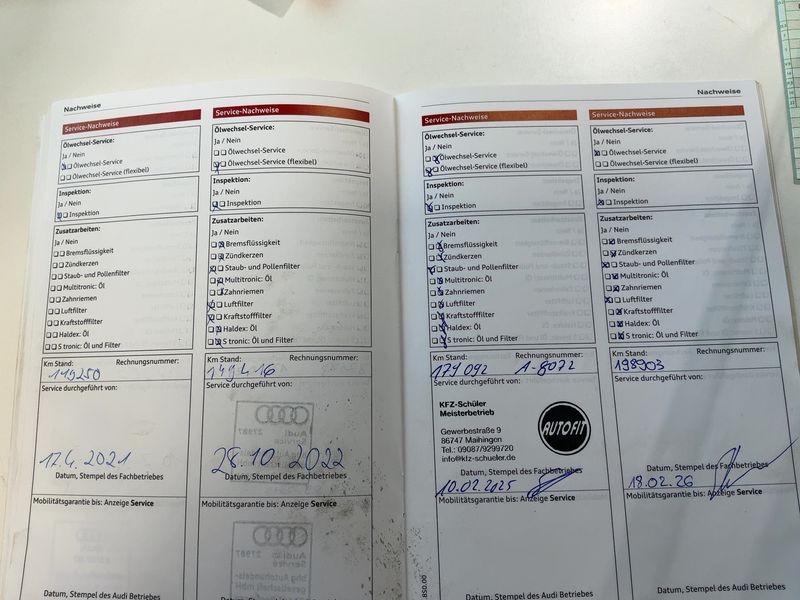 Nachweise
Service-Nachweis
Ölwechsel-Service:
Ja / Nein
Ölwechsel-Service
Ölwechsel-Service (flexibel)
Inspektion:
Ja / Nein
Inspektion
Zusatzarbeiten:
Ja / Nein
Bremsflüssigkeit
Zündkerzen
Staub- und Pollenfilter
Multitronic: Öl
Zahnriemen
Luftfilter
Kraftstofffilter
Haldex: Öl
S tronic: Öl und Filter
Km Stand: Rechnungsnummer:
119250
Service durchgeführt von:
17.4.2021
Datum, Stempel des Fachbetriebes
Mobilitätsgarantie bis: Anzeige Service
Datum, Stempel des Audi Betriebes
Service-Nachweis
Ölwechsel-Service:
Ja / Nein
Ölwechsel-Service
Ölwechsel-Service (flexibel)
Inspektion:
Ja / Nein
Inspektion
Zusatzarbeiten:
Ja / Nein
Bremsflüssigkeit
Zündkerzen
Staub- und Pollenfilter
Multitronic: Öl
Zahnriemen
Luftfilter
Kraftstofffilter
Haldex: Öl
S tronic: Öl und Filter
Km Stand: Rechnungsnummer:
149416
Service durchgeführt von:
28.10.2022
Datum, Stempel des Fachbetriebes
Mobilitätsgarantie bis: Anzeige Service
Nachweise
Service-Nachweis
Ölwechsel-Service:
Ja / Nein
Ölwechsel-Service
Ölwechsel-Service (flexibel)
Inspektion:
Ja / Nein
Inspektion
Zusatzarbeiten:
Ja / Nein
Bremsflüssigkeit
Zündkerzen
Staub- und Pollenfilter
Multitronic: Öl
Zahnriemen
Luftfilter
Kraftstofffilter
Haldex: Öl
S tronic: Öl und Filter
Km Stand: Rechnungsnummer:
174092 A-8072
Service durchgeführt von:
KFZ-Schüler
Meisterbetrieb
AUTOFIT
Gewerbestraße 9
86747 Maihingen
Tel.: 09087/9299720
info@kfz-schueler.de
Datum, Stempel des Fachbetriebes
10.02.2025
Mobilitätsgarantie bis: Anzeige Service
Datum, Stempel des Audi Betriebes
Service-Nachweis
Ölwechsel-Service:
Ja / Nein
Ölwechsel-Service
Ölwechsel-Service (flexibel)
Inspektion:
Ja / Nein
Inspektion
Zusatzarbeiten:
Ja / Nein
Bremsflüssigkeit
Zündkerzen
Staub- und Pollenfilter
Multitronic: Öl
Zahnriemen
Luftfilter
Kraftstofffilter
Haldex: Öl
S tronic: Öl und Filter
Km Stand: Rechnungsnummer:
198903
Service durchgeführt von:
Datum, Stempel des Fachbetriebes
18.02.26
Mobilitätsgarantie bis: Anzeige Service
Datum, Stempel des Audi Betriebes